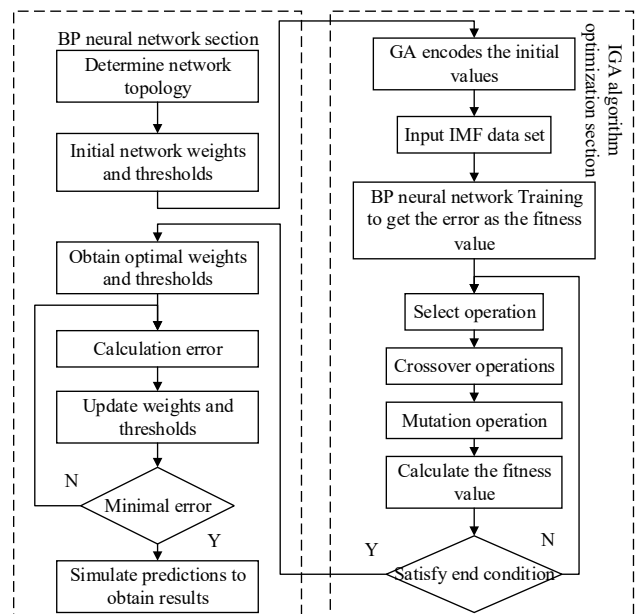 BP neural network section
Determine network
topology
Initial network weights
and thresholds
Obtain optimal weights
and thresholds
Calculation error
Update weights and
thresholds
N
Minimal error
Y
Simulate predictions to
obtain results
IGA algorithm
optimization section
GA encodes the initial
values
Input IMF data set
BP neural network Training
to get the error as the fitness
value
Select operation
Crossover operations
Mutation operation
Calculate the fitness
value
Y
N
Satisfy end condition